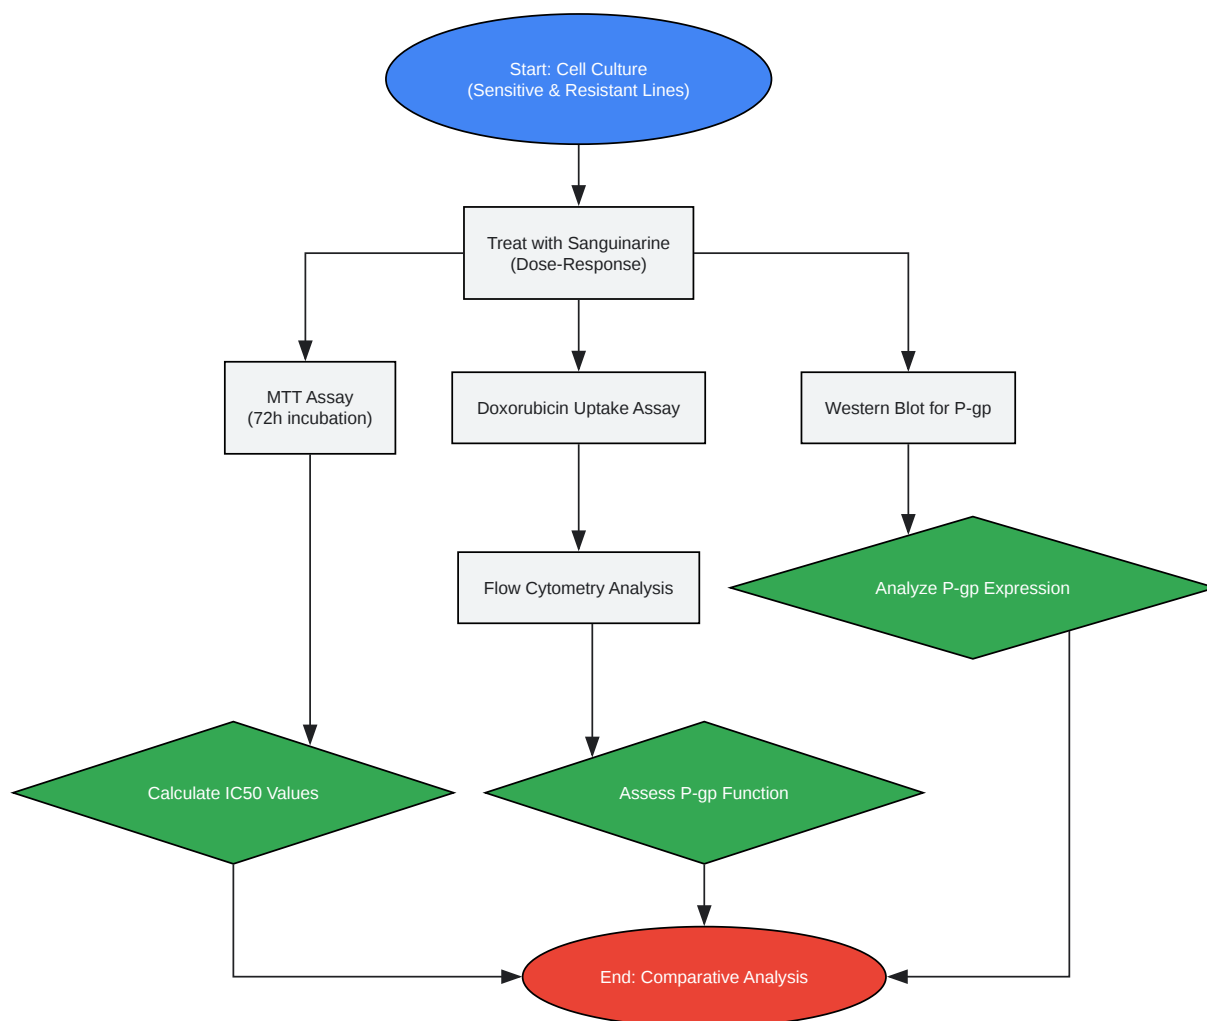 Start: Cell Culture
(Sensitive & Resistant Lines)
Treat with Sanguinarine
(Dose-Response)
MTT Assay
(72h incubation)
Doxorubicin Uptake Assay
Western Blot for P-gp
Flow Cytometry Analysis
Analyze P-gp Expression
Calculate IC50 Values
Assess P-gp Function
End: Comparative Analysis